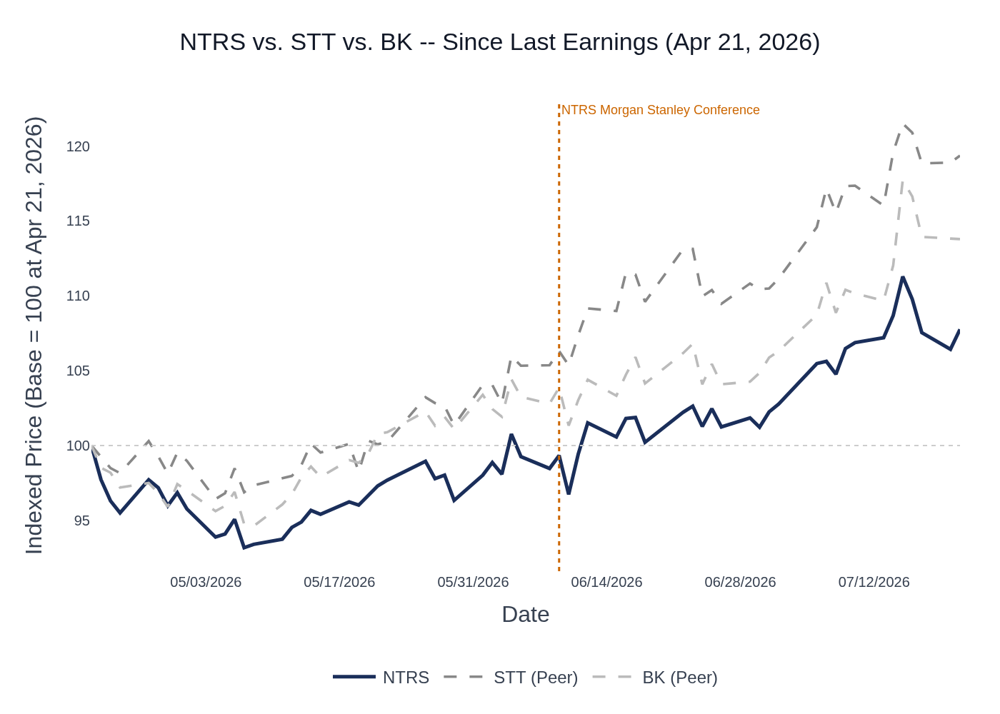 NTRS vs. STT vs. BK -- Since Last Earnings (Apr 21, 2026)
NTRS Morgan Stanley Conference
Indexed Price (Base = 100 at Apr 21, 2026)
120
115
110
105
100
95
05/03/2026
05/17/2026
05/31/2026
06/14/2026
06/28/2026
07/12/2026
Date
NTRS
STT (Peer)
BK (Peer)